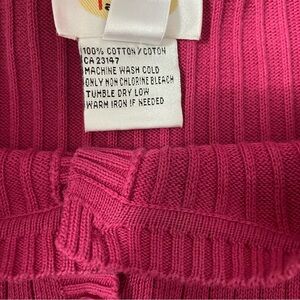 100% COTTON/COTON
CA 23147
MACHINE WASH COLD
ONLY NON CHLORINE BLEACH
TUMBLE DRY LOW
WARM IRON IF NEEDED